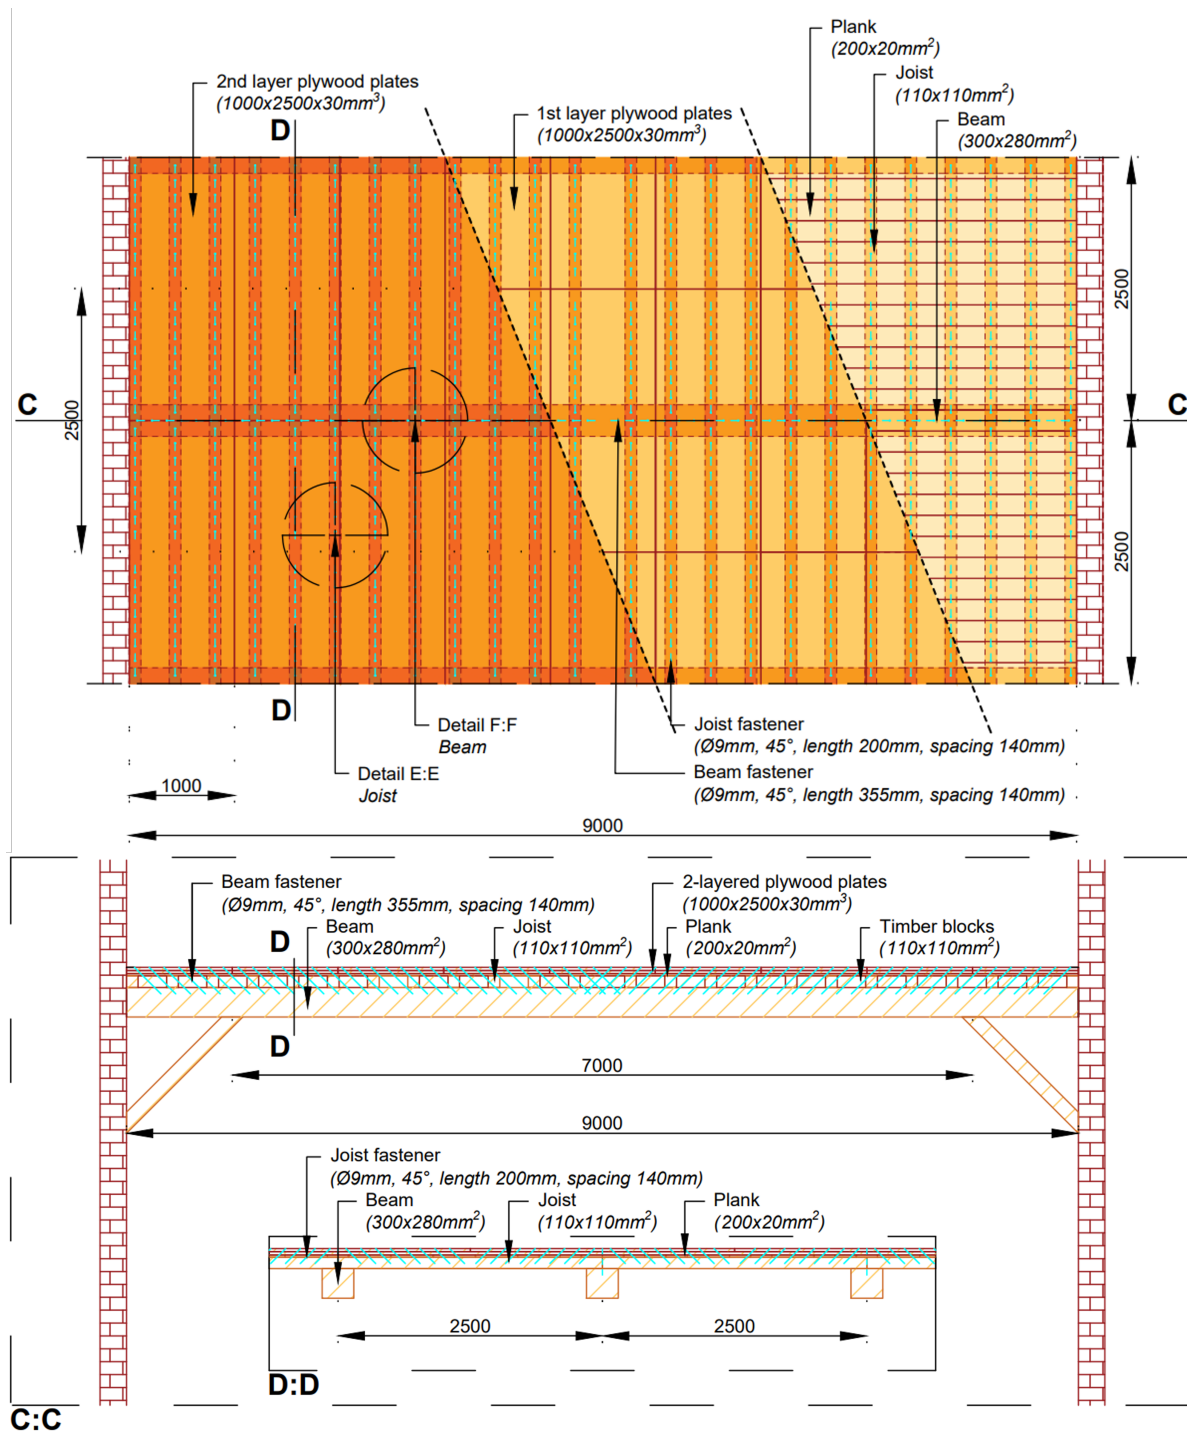 Plank
(200x20mm²)
Joist
(110x110mm²)
Beam
(300x280mm²)
2nd layer plywood plates
(1000x2500x30mm³)
1st layer plywood plates
(1000x2500x30mm³)
D
2500
C
2500
C
2500
D
Detail F:F
Beam
Detail E:E
Joist
Joist fastener
(Ø9mm, 45°, length 200mm, spacing 140mm)
Beam fastener
(Ø9mm, 45°, length 355mm, spacing 140mm)
1000
9000
Beam fastener
(Ø9mm, 45°, length 355mm, spacing 140mm)
2-layered plywood plates
(1000x2500x30mm³)
D
Beam
(300x280mm²)
Joist
(110x110mm²)
Plank
(200x20mm²)
Timber blocks
(110x110mm²)
D
7000
9000
Joist fastener
(Ø9mm, 45°, length 200mm, spacing 140mm)
Beam
(300x280mm²)
Joist
(110x110mm²)
Plank
(200x20mm²)
2500
2500
D:D
C:C